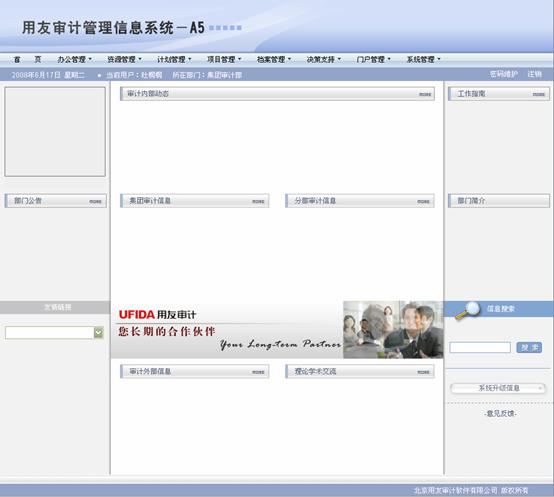 用友审计管理信息系统－A5
首 页 办公管理 资源管理 计划管理 项目管理 档案管理 决策支持 门户管理 系统管理
2008年6月17日 星期二 当前用户：杜枫枫 所在部门：集团审计部 密码维护 注销
审计内部动态 MORE
工作指南 MORE
部门公告 MORE
集团审计信息 MORE
分部审计信息 MORE
部门简介
友情链接
UFIDA 用友审计
您长期的合作伙伴
Your Long-term Partner
信息搜索
搜 索
审计外部信息 MORE
理论学术交流 MORE
系统升级信息
-意见反馈-
北京用友审计软件有限公司 版权所有